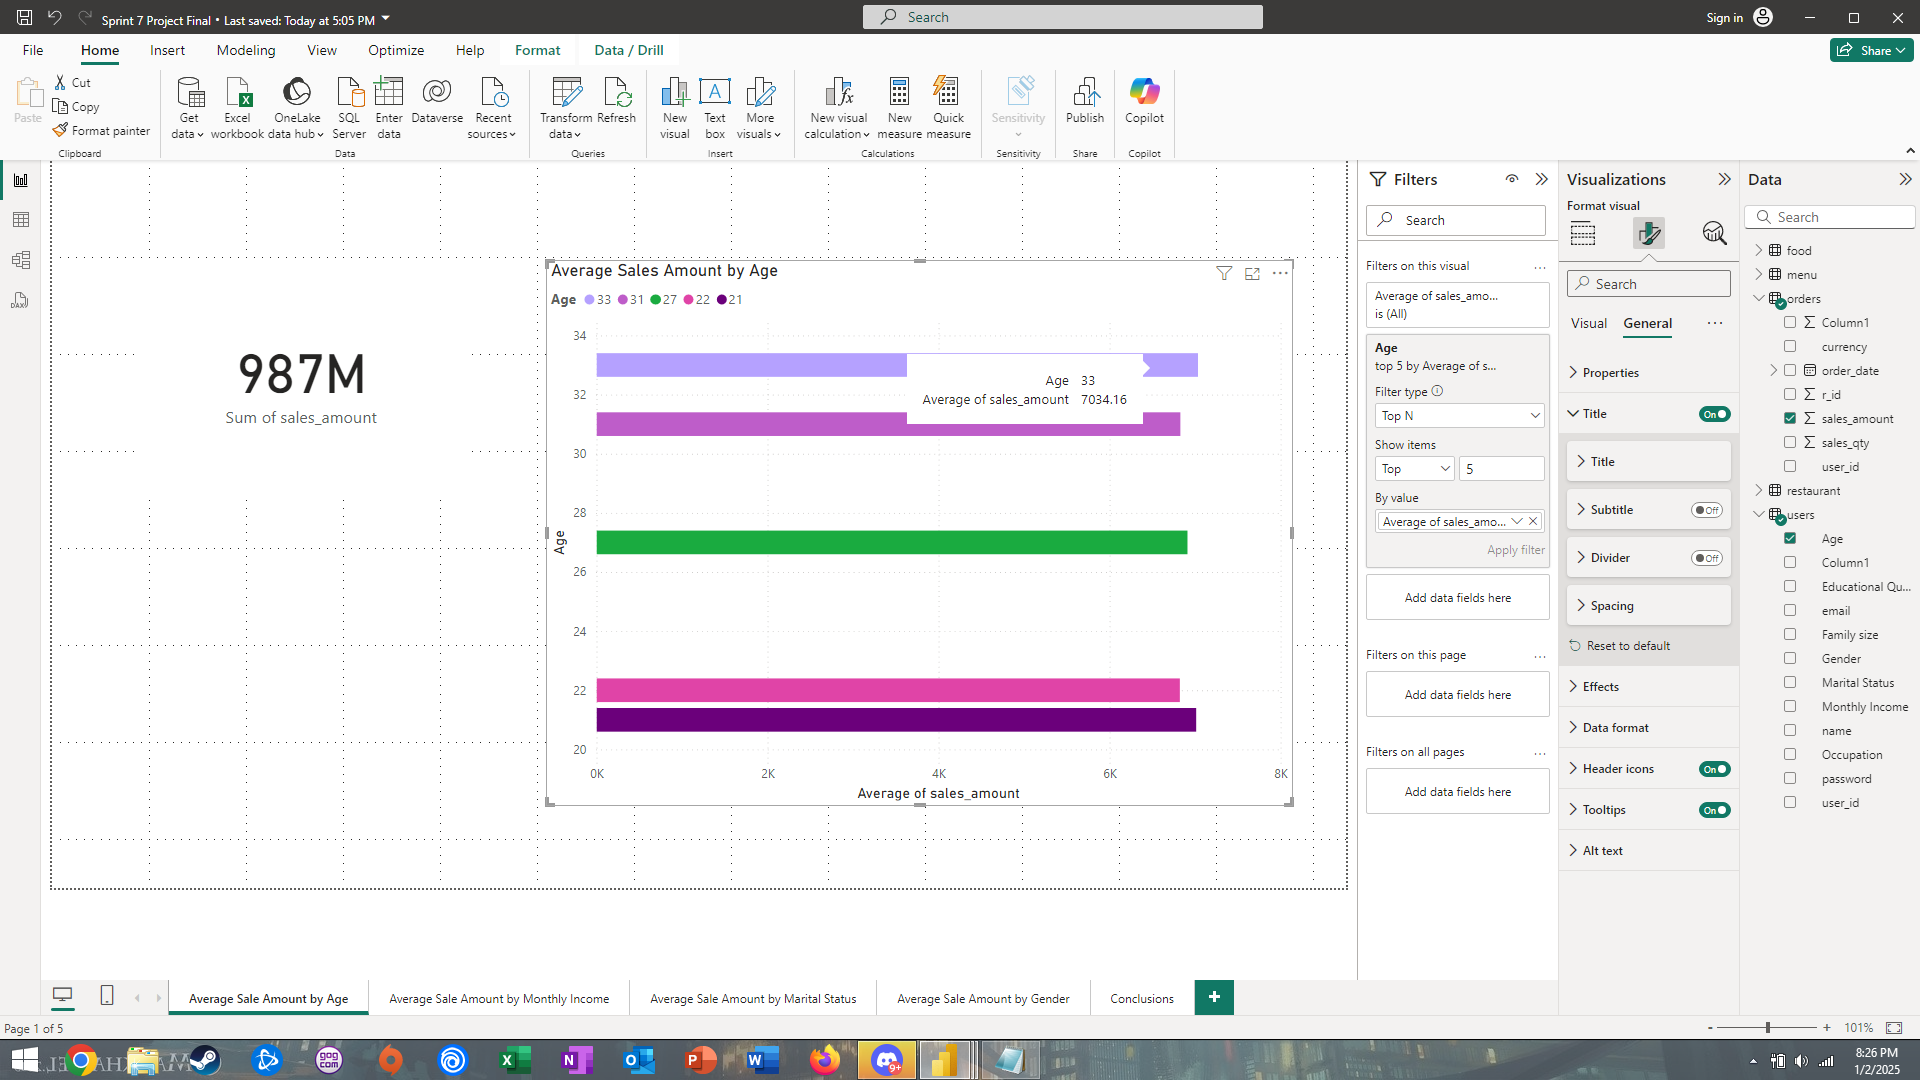 Sprint 7 Project Final • Last saved: Today at 5:05 PM
Search
Sign in
File
Home
Insert
Modeling
View
Optimize
Help
Format
Data / Drill
Share
Paste
Cut
Copy
Format painter
Clipboard
Get data
Excel workbook
OneLake data hub
SQL Server
Enter data
Dataverse
Recent sources
Data
Transform data
Refresh
Queries
New visual
Text box
More visuals
Insert
New visual calculation
New measure
Quick measure
Calculations
Sensitivity
Sensitivity
Publish
Share
Copilot
Copilot
987M
Sum of sales_amount
Average Sales Amount by Age
Age 33 31 27 22 21
34
32
30
28
26
24
22
20
Age
Age 33
Average of sales_amount 7034.16
0K 2K 4K 6K 8K
Average of sales_amount
Filters
Search
Filters on this visual
Average of sales_amo...
is (All)
Age
top 5 by Average of s...
Filter type
Top N
Show items
Top 5
By value
Average of sales_amo...
Apply filter
Add data fields here
Filters on this page
Add data fields here
Filters on all pages
Add data fields here
Visualizations
Format visual
Search
Visual
General
Properties
Title On
Title
Subtitle Off
Divider Off
Spacing
Reset to default
Effects
Data format
Header icons On
Tooltips On
Alt text
Data
Search
food
menu
orders
Column1
currency
order_date
r_id
sales_amount
sales_qty
user_id
restaurant
users
Age
Column1
Educational Qu...
email
Family size
Gender
Marital Status
Monthly Income
name
Occupation
password
user_id
Average Sale Amount by Age
Average Sale Amount by Monthly Income
Average Sale Amount by Marital Status
Average Sale Amount by Gender
Conclusions
+
Page 1 of 5
- + 101%
gog
com
9+
8:26 PM
1/2/2025